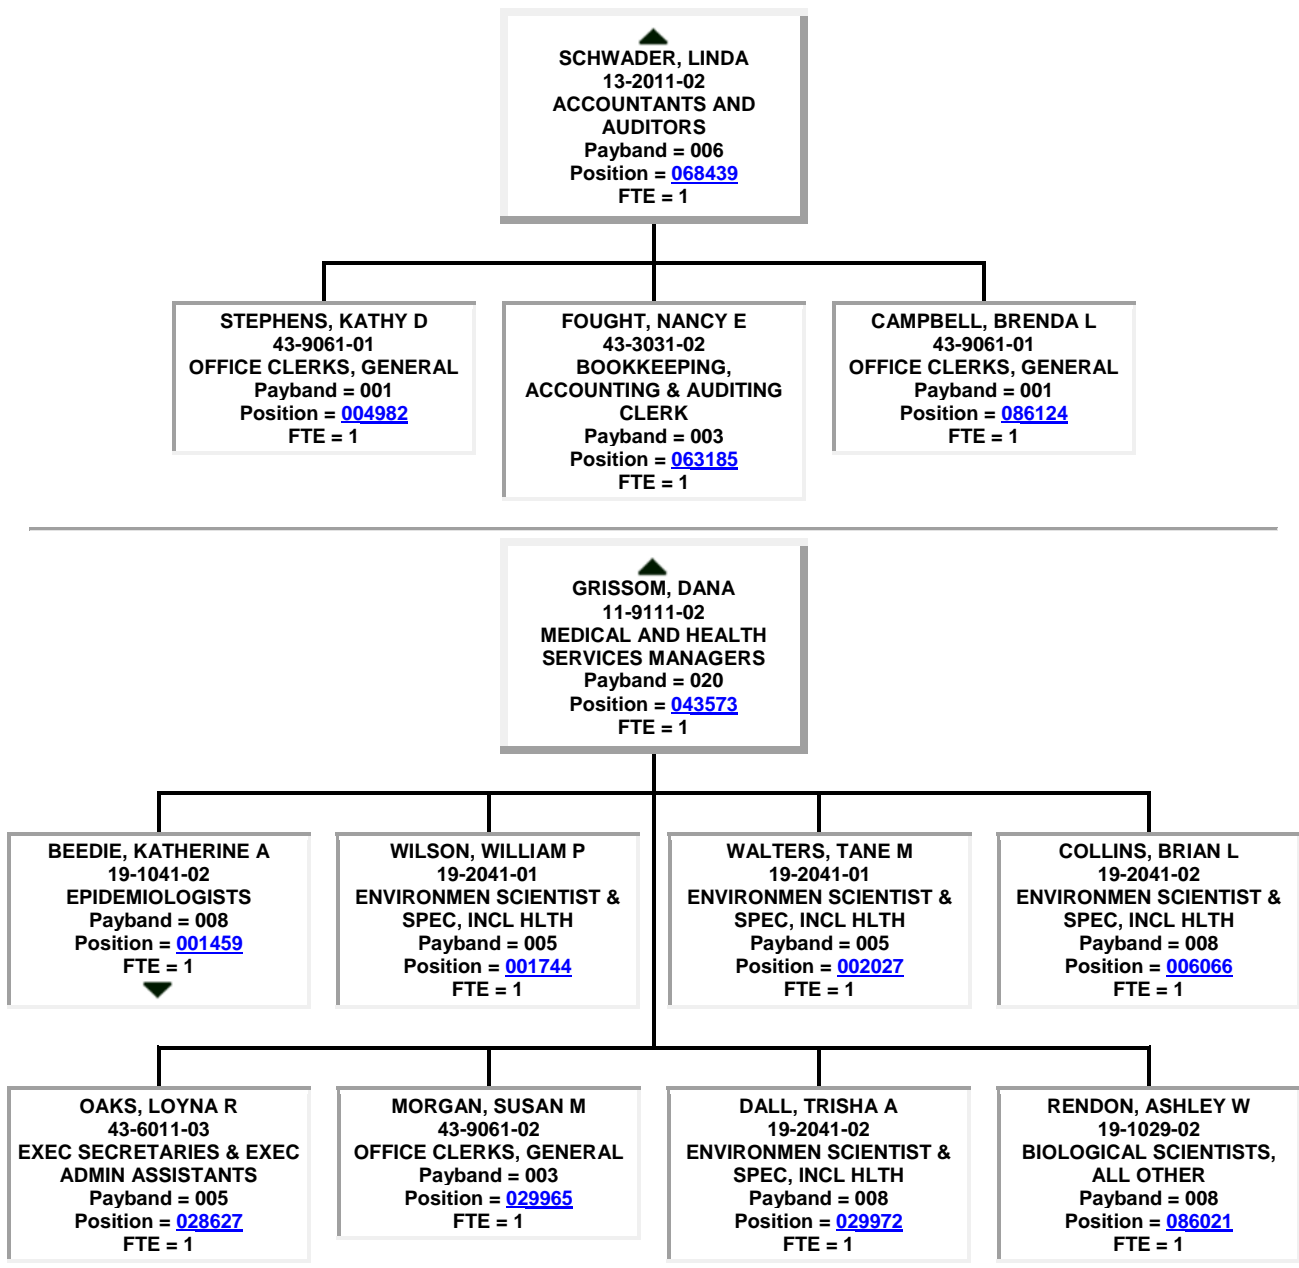 SCHWADER, LINDA
13-2011-02
ACCOUNTANTS AND
AUDITORS
Payband = 006
Position = 068439
FTE = 1
STEPHENS, KATHY D
43-9061-01
OFFICE CLERKS, GENERAL
Payband = 001
Position = 004982
FTE = 1
FOUGHT, NANCY E
43-3031-02
BOOKKEEPING,
ACCOUNTING & AUDITING
CLERK
Payband = 003
Position = 063185
FTE = 1
CAMPBELL, BRENDA L
43-9061-01
OFFICE CLERKS, GENERAL
Payband = 001
Position = 086124
FTE = 1
GRISSOM, DANA
11-9111-02
MEDICAL AND HEALTH
SERVICES MANAGERS
Payband = 020
Position = 043573
FTE = 1
BEEDIE, KATHERINE A
19-1041-02
EPIDEMIOLOGISTS
Payband = 008
Position = 001459
FTE = 1
WILSON, WILLIAM P
19-2041-01
ENVIRONMEN SCIENTIST &
SPEC, INCL HLTH
Payband = 005
Position = 001744
FTE = 1
WALTERS, TANE M
19-2041-01
ENVIRONMEN SCIENTIST &
SPEC, INCL HLTH
Payband = 005
Position = 002027
FTE = 1
COLLINS, BRIAN L
19-2041-02
ENVIRONMEN SCIENTIST &
SPEC, INCL HLTH
Payband = 008
Position = 006066
FTE = 1
OAKS, LOYNA R
43-6011-03
EXEC SECRETARIES & EXEC
ADMIN ASSISTANTS
Payband = 005
Position = 028627
FTE = 1
MORGAN, SUSAN M
43-9061-02
OFFICE CLERKS, GENERAL
Payband = 003
Position = 029965
FTE = 1
DALL, TRISHA A
19-2041-02
ENVIRONMEN SCIENTIST &
SPEC, INCL HLTH
Payband = 008
Position = 029972
FTE = 1
RENDON, ASHLEY W
19-1029-02
BIOLOGICAL SCIENTISTS,
ALL OTHER
Payband = 008
Position = 086021
FTE = 1